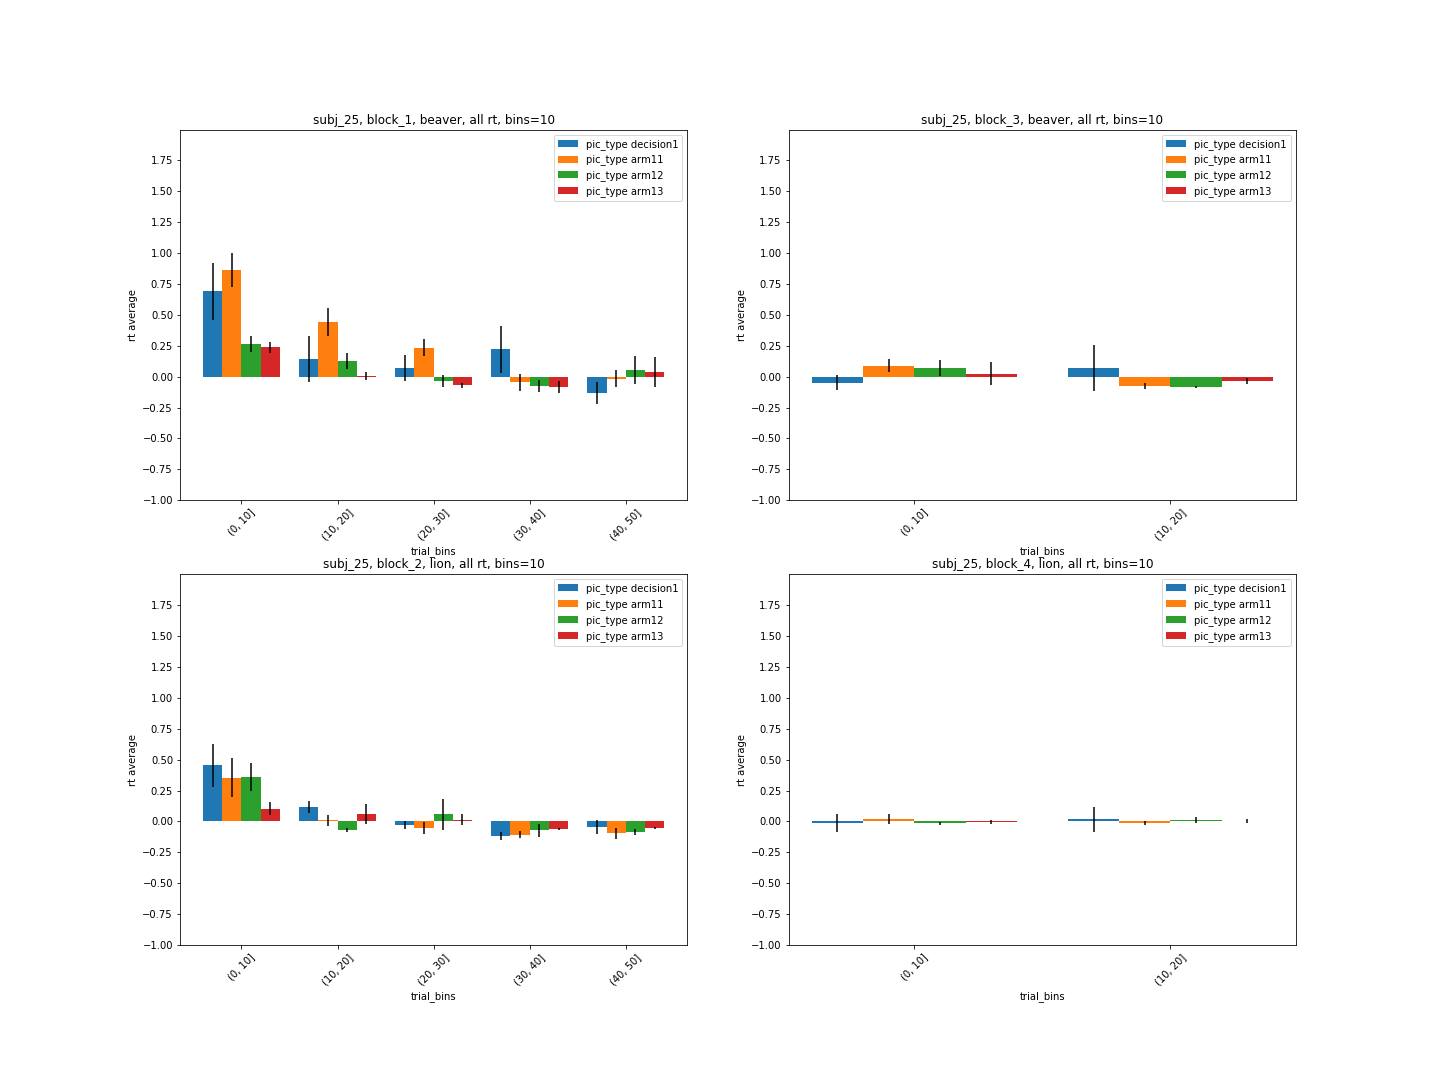 subj_25, block_1, beaver, all rt, bins=10
pic_type decision1
pic_type arm11
pic_type arm12
pic_type arm13
1.75
1.50
1.25
1.00
0.75
0.50
0.25
0.00
−0.25
−0.50
−0.75
−1.00
rt average
(0, 10]
(10, 20]
(20, 30]
(30, 40]
(40, 50]
trial_bins
subj_25, block_3, beaver, all rt, bins=10
pic_type decision1
pic_type arm11
pic_type arm12
pic_type arm13
1.75
1.50
1.25
1.00
0.75
0.50
0.25
0.00
−0.25
−0.50
−0.75
−1.00
rt average
(0, 10]
(10, 20]
trial_bins
subj_25, block_2, lion, all rt, bins=10
pic_type decision1
pic_type arm11
pic_type arm12
pic_type arm13
1.75
1.50
1.25
1.00
0.75
0.50
0.25
0.00
−0.25
−0.50
−0.75
−1.00
rt average
(0, 10]
(10, 20]
(20, 30]
(30, 40]
(40, 50]
trial_bins
subj_25, block_4, lion, all rt, bins=10
pic_type decision1
pic_type arm11
pic_type arm12
pic_type arm13
1.75
1.50
1.25
1.00
0.75
0.50
0.25
0.00
−0.25
−0.50
−0.75
−1.00
rt average
(0, 10]
(10, 20]
trial_bins